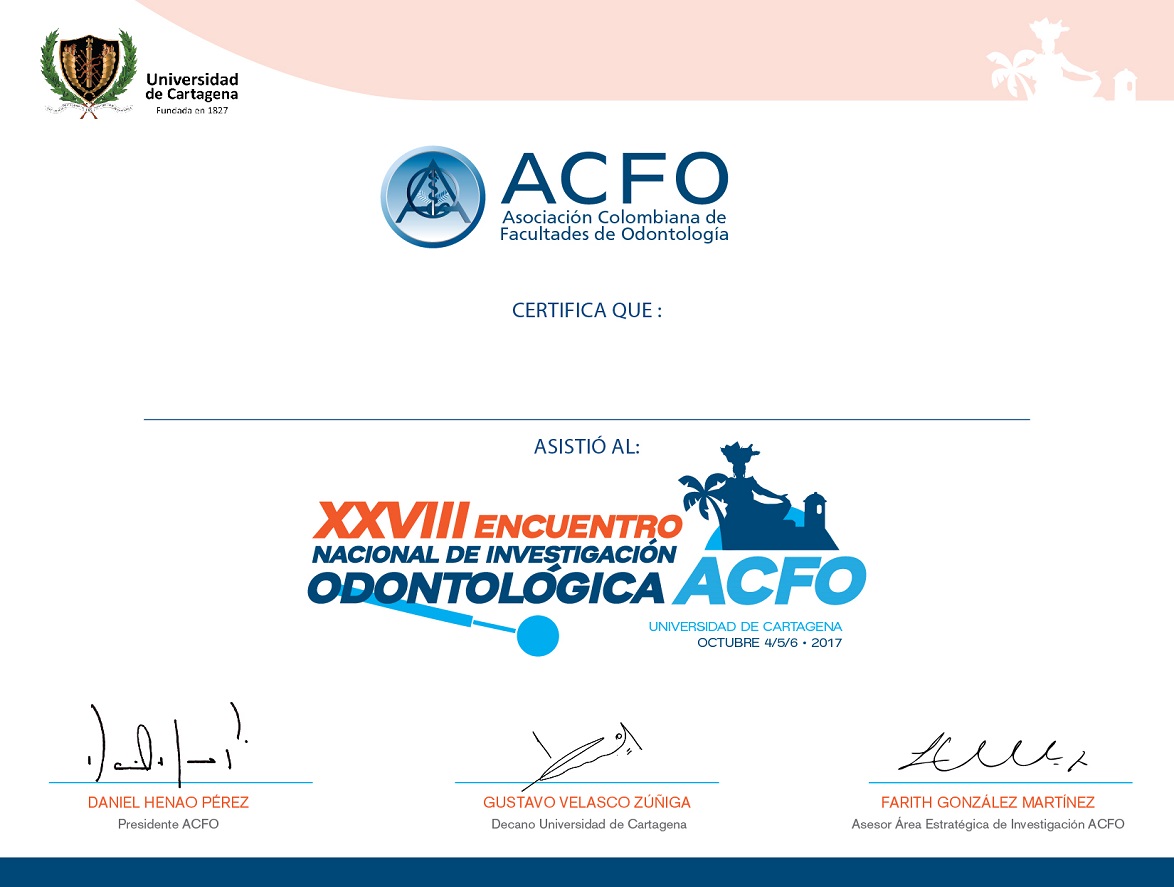 Universidad
de Cartagena
Fundada en 1827
ACFO
Asociación Colombiana de
Facultades de Odontología
CERTIFICA QUE :
ASISTIÓ AL:
XXVIII ENCUENTRO
NACIONAL DE INVESTIGACIÓN
ODONTOLÓGICA ACFO
UNIVERSIDAD DE CARTAGENA
OCTUBRE 4/5/6 • 2017
DANIEL HENAO PÉREZ
Presidente ACFO
GUSTAVO VELASCO ZÚÑIGA
Decano Universidad de Cartagena
FARITH GONZÁLEZ MARTÍNEZ
Asesor Área Estratégica de Investigación ACFO